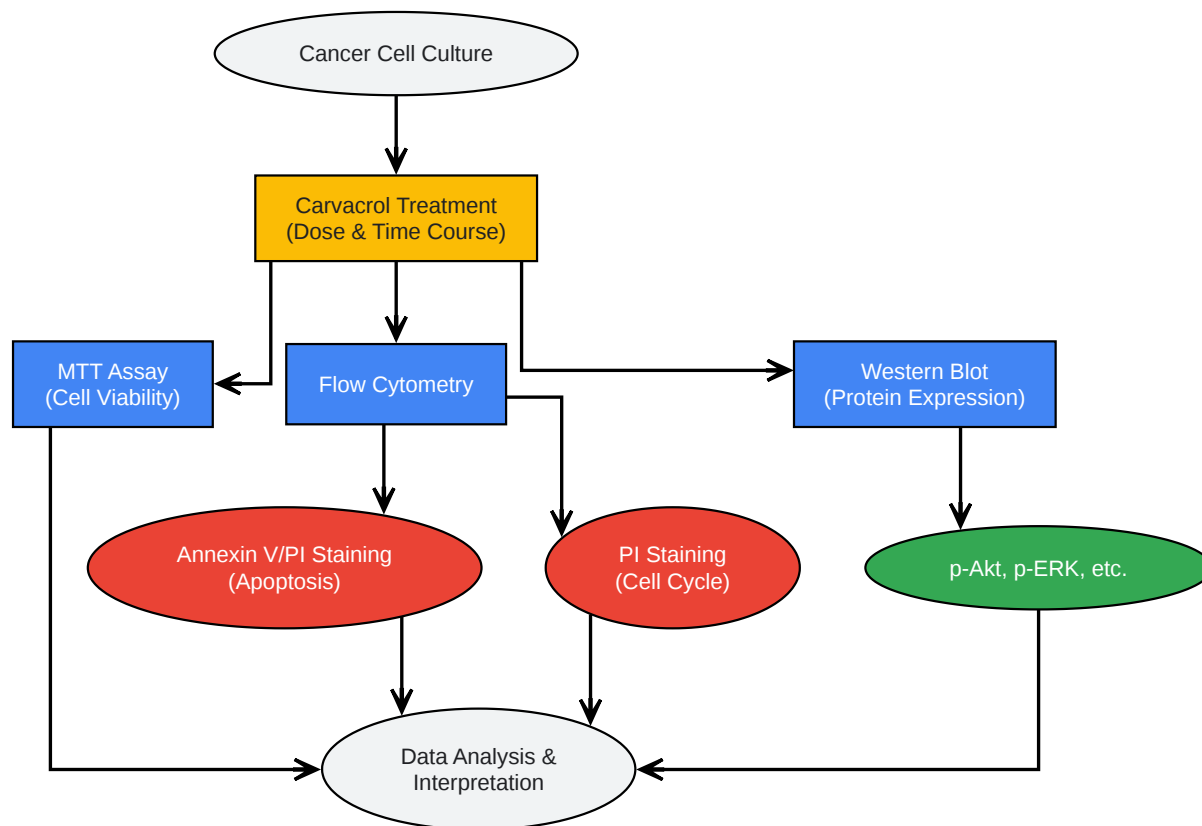 Cancer Cell Culture
Carvacrol Treatment
(Dose & Time Course)
MTT Assay
(Cell Viability)
Flow Cytometry
Western Blot
(Protein Expression)
Annexin V/PI Staining
(Apoptosis)
PI Staining
(Cell Cycle)
p-Akt, p-ERK, etc.
Data Analysis &
Interpretation